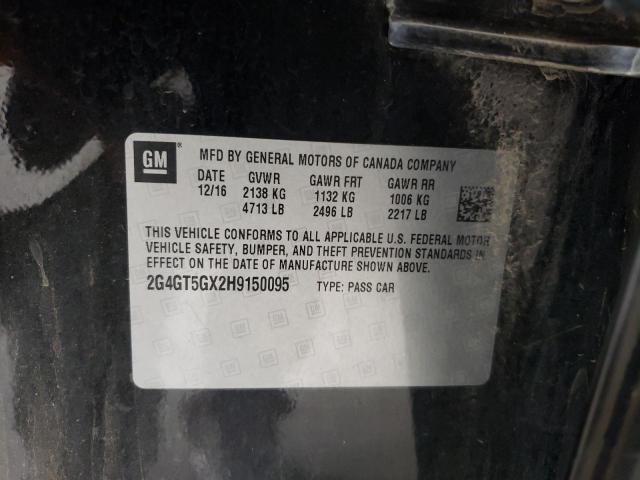 GM ® MFD BY GENERAL MOTORS OF CANADA COMPANY
DATE GVWR GAWR FRT GAWR RR
12/16 2138 KG 1132 KG 1006 KG
4713 LB 2496 LB 2217 LB
THIS VEHICLE CONFORMS TO ALL APPLICABLE U.S. FEDERAL MOTOR
VEHICLE SAFETY, BUMPER, AND THEFT PREVENTION STANDARDS IN
EFFECT ON THE DATE OF MANUFACTURE SHOWN ABOVE.
2G4GT5GX2H9150095 TYPE: PASS CAR